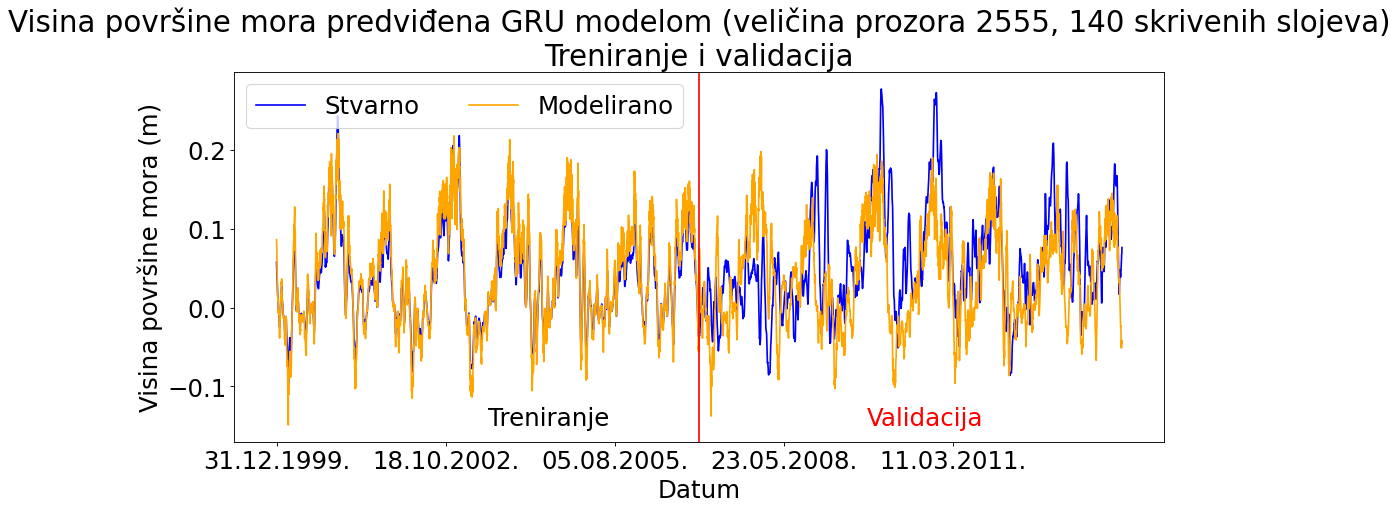 Visina površine mora predviđena GRU modelom (veličina prozora 2555, 140 skrivenih slojeva)
Treniranje i validacija
Stvarno
Modelirano
Visina površine mora (m)
0.2
0.1
0.0
−0.1
Treniranje
Validacija
31.12.1999.
18.10.2002.
05.08.2005.
23.05.2008.
11.03.2011.
Datum